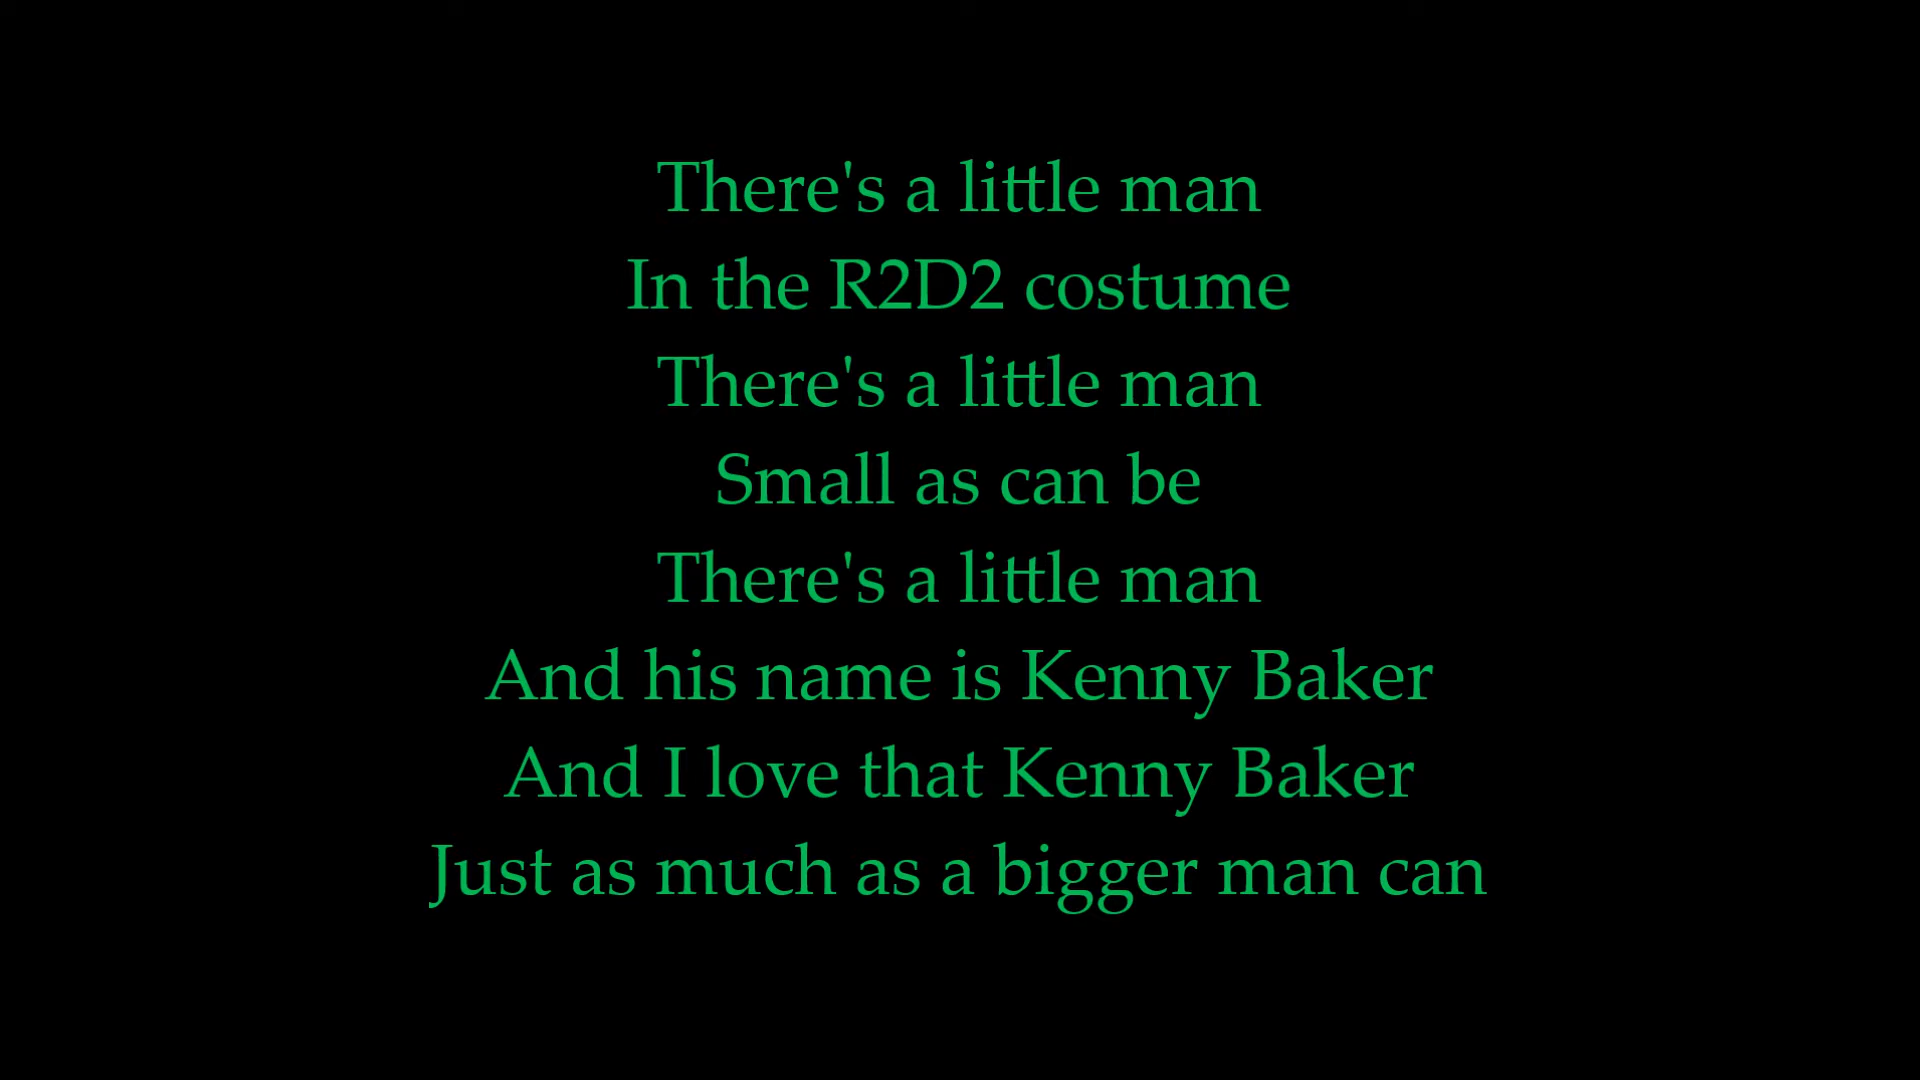 There's a little man
In the R2D2 costume
There's a little man
Small as can be
There's a little man
And his name is Kenny Baker
And I love that Kenny Baker
Just as much as a bigger man can